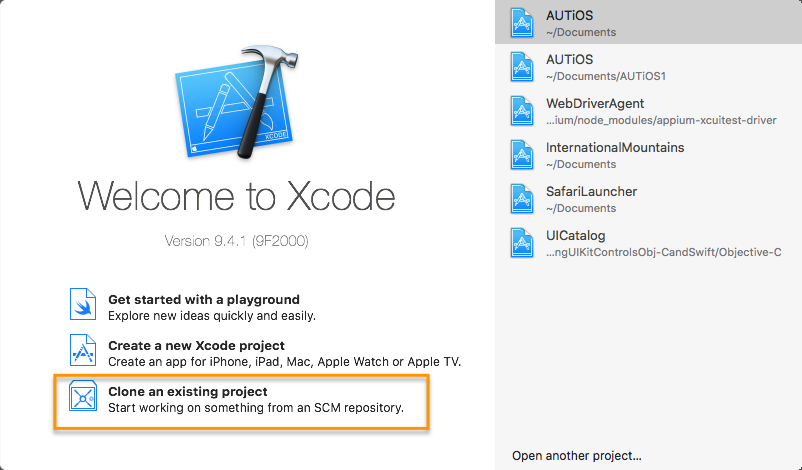 XCODE
Welcome to Xcode
Version 9.4.1 (9F2000)
Get started with a playground
Explore new ideas quickly and easily.
Create a new Xcode project
Create an app for iPhone, iPad, Mac, Apple Watch or Apple TV.
Clone an existing project
Start working on something from an SCM repository.
AUTiOS
~/Documents
AUTiOS
~/Documents/AUTiOS1
WebDriverAgent
...ium/node_modules/appium-xcuitest-driver
InternationalMountains
~/Documents
SafariLauncher
~/Documents
UICatalog
...ngUIKitControlsObj-CandSwift/Objective-C
Open another project...